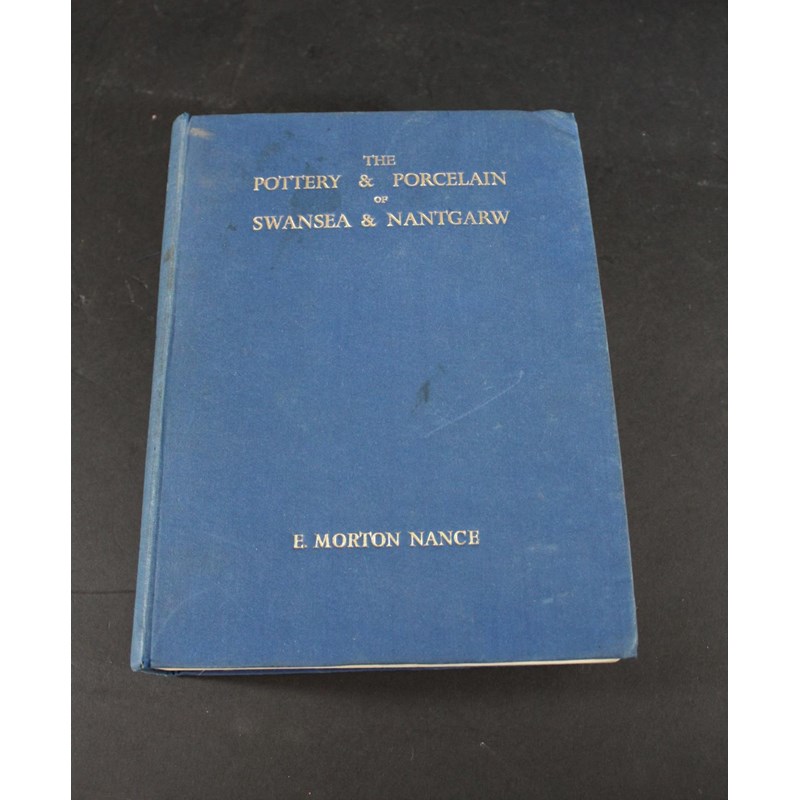 THE
POTTERY & PORCELAIN
OF
SWANSEA & NANTGARW
E. MORTON NANCE